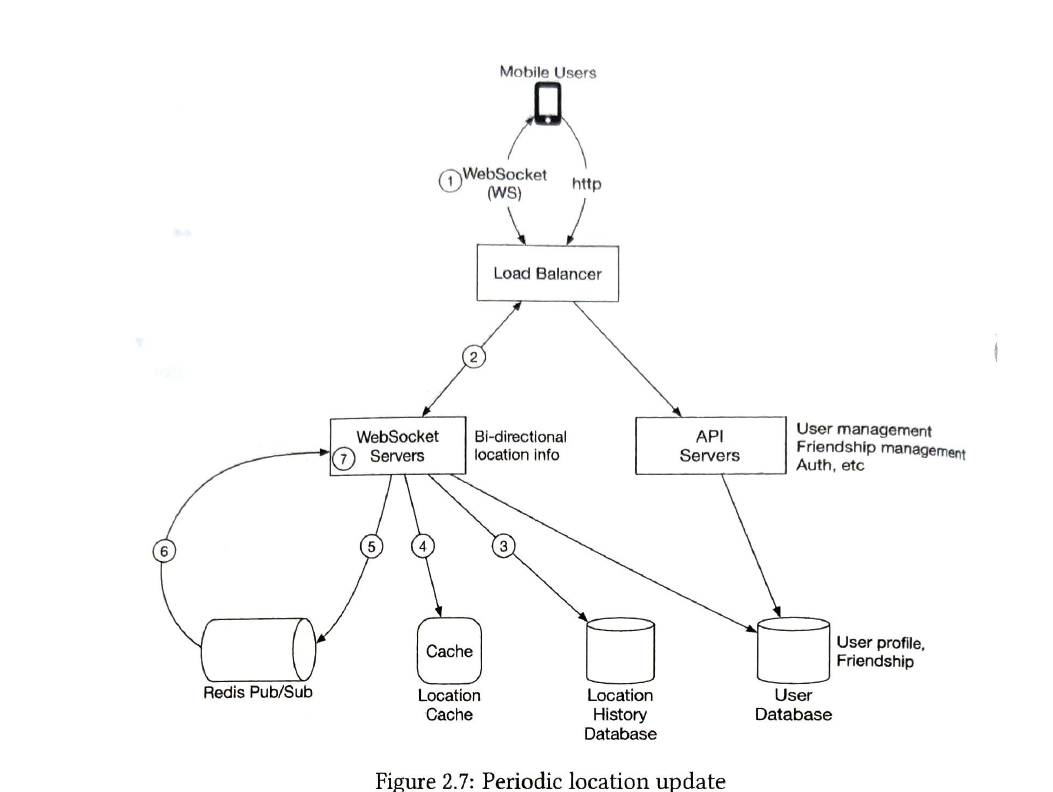 Mobile Users
1
WebSocket
(WS)
http
Load Balancer
2
WebSocket
Servers
7
Bi-directional
location info
API
Servers
User management
Friendship management
Auth, etc
6
5
4
3
Cache
User profile,
Friendship
Redis Pub/Sub
Location
Cache
Location
History
Database
User
Database
Figure 2.7: Periodic location update